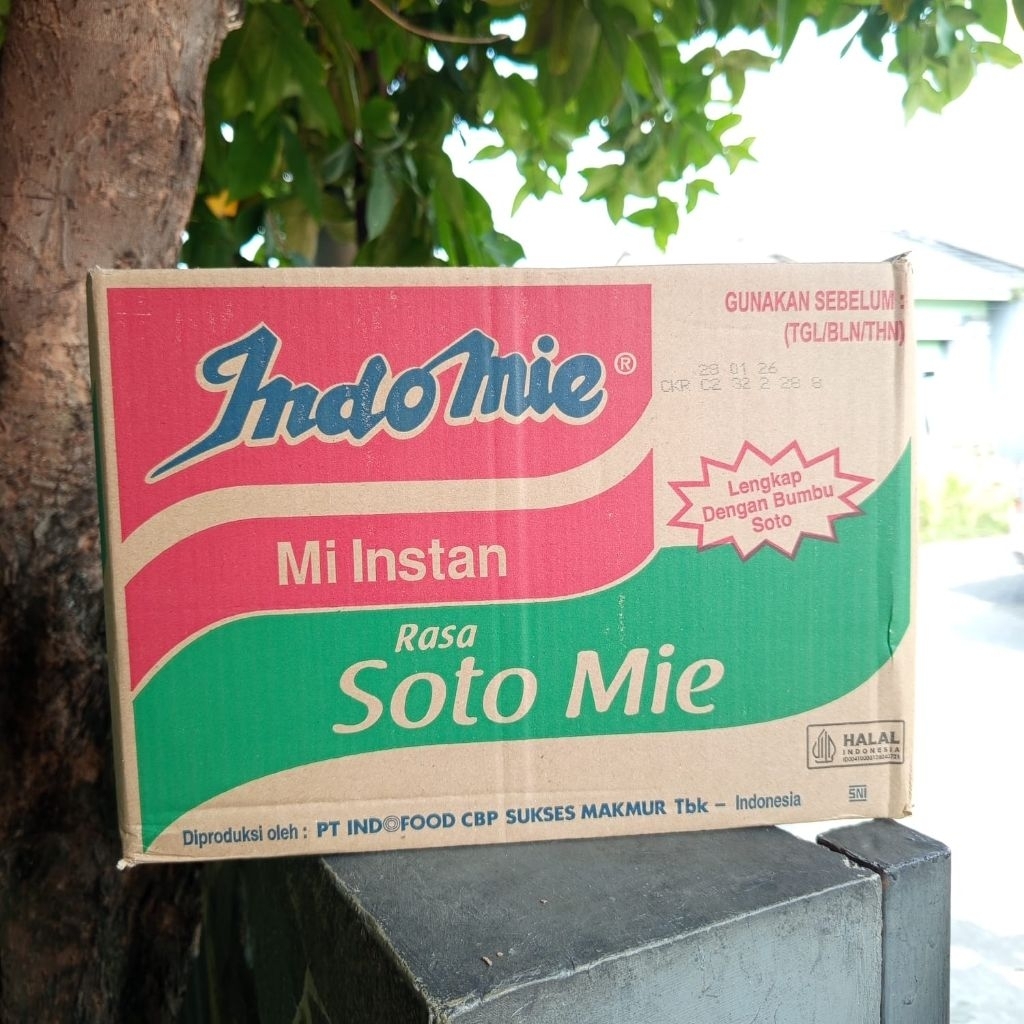 IndoMie®
GUNAKAN SEBELUM :
(TGL/BLN/THN)
28 01 26
CKR C2 32 2 28 8
Lengkap
Dengan Bumbu
Soto
Mi Instan
Rasa
Soto Mie
HALAL
INDONESIA
SNI
Diproduksi oleh : PT INDOFOOD CBP SUKSES MAKMUR Tbk – Indonesia